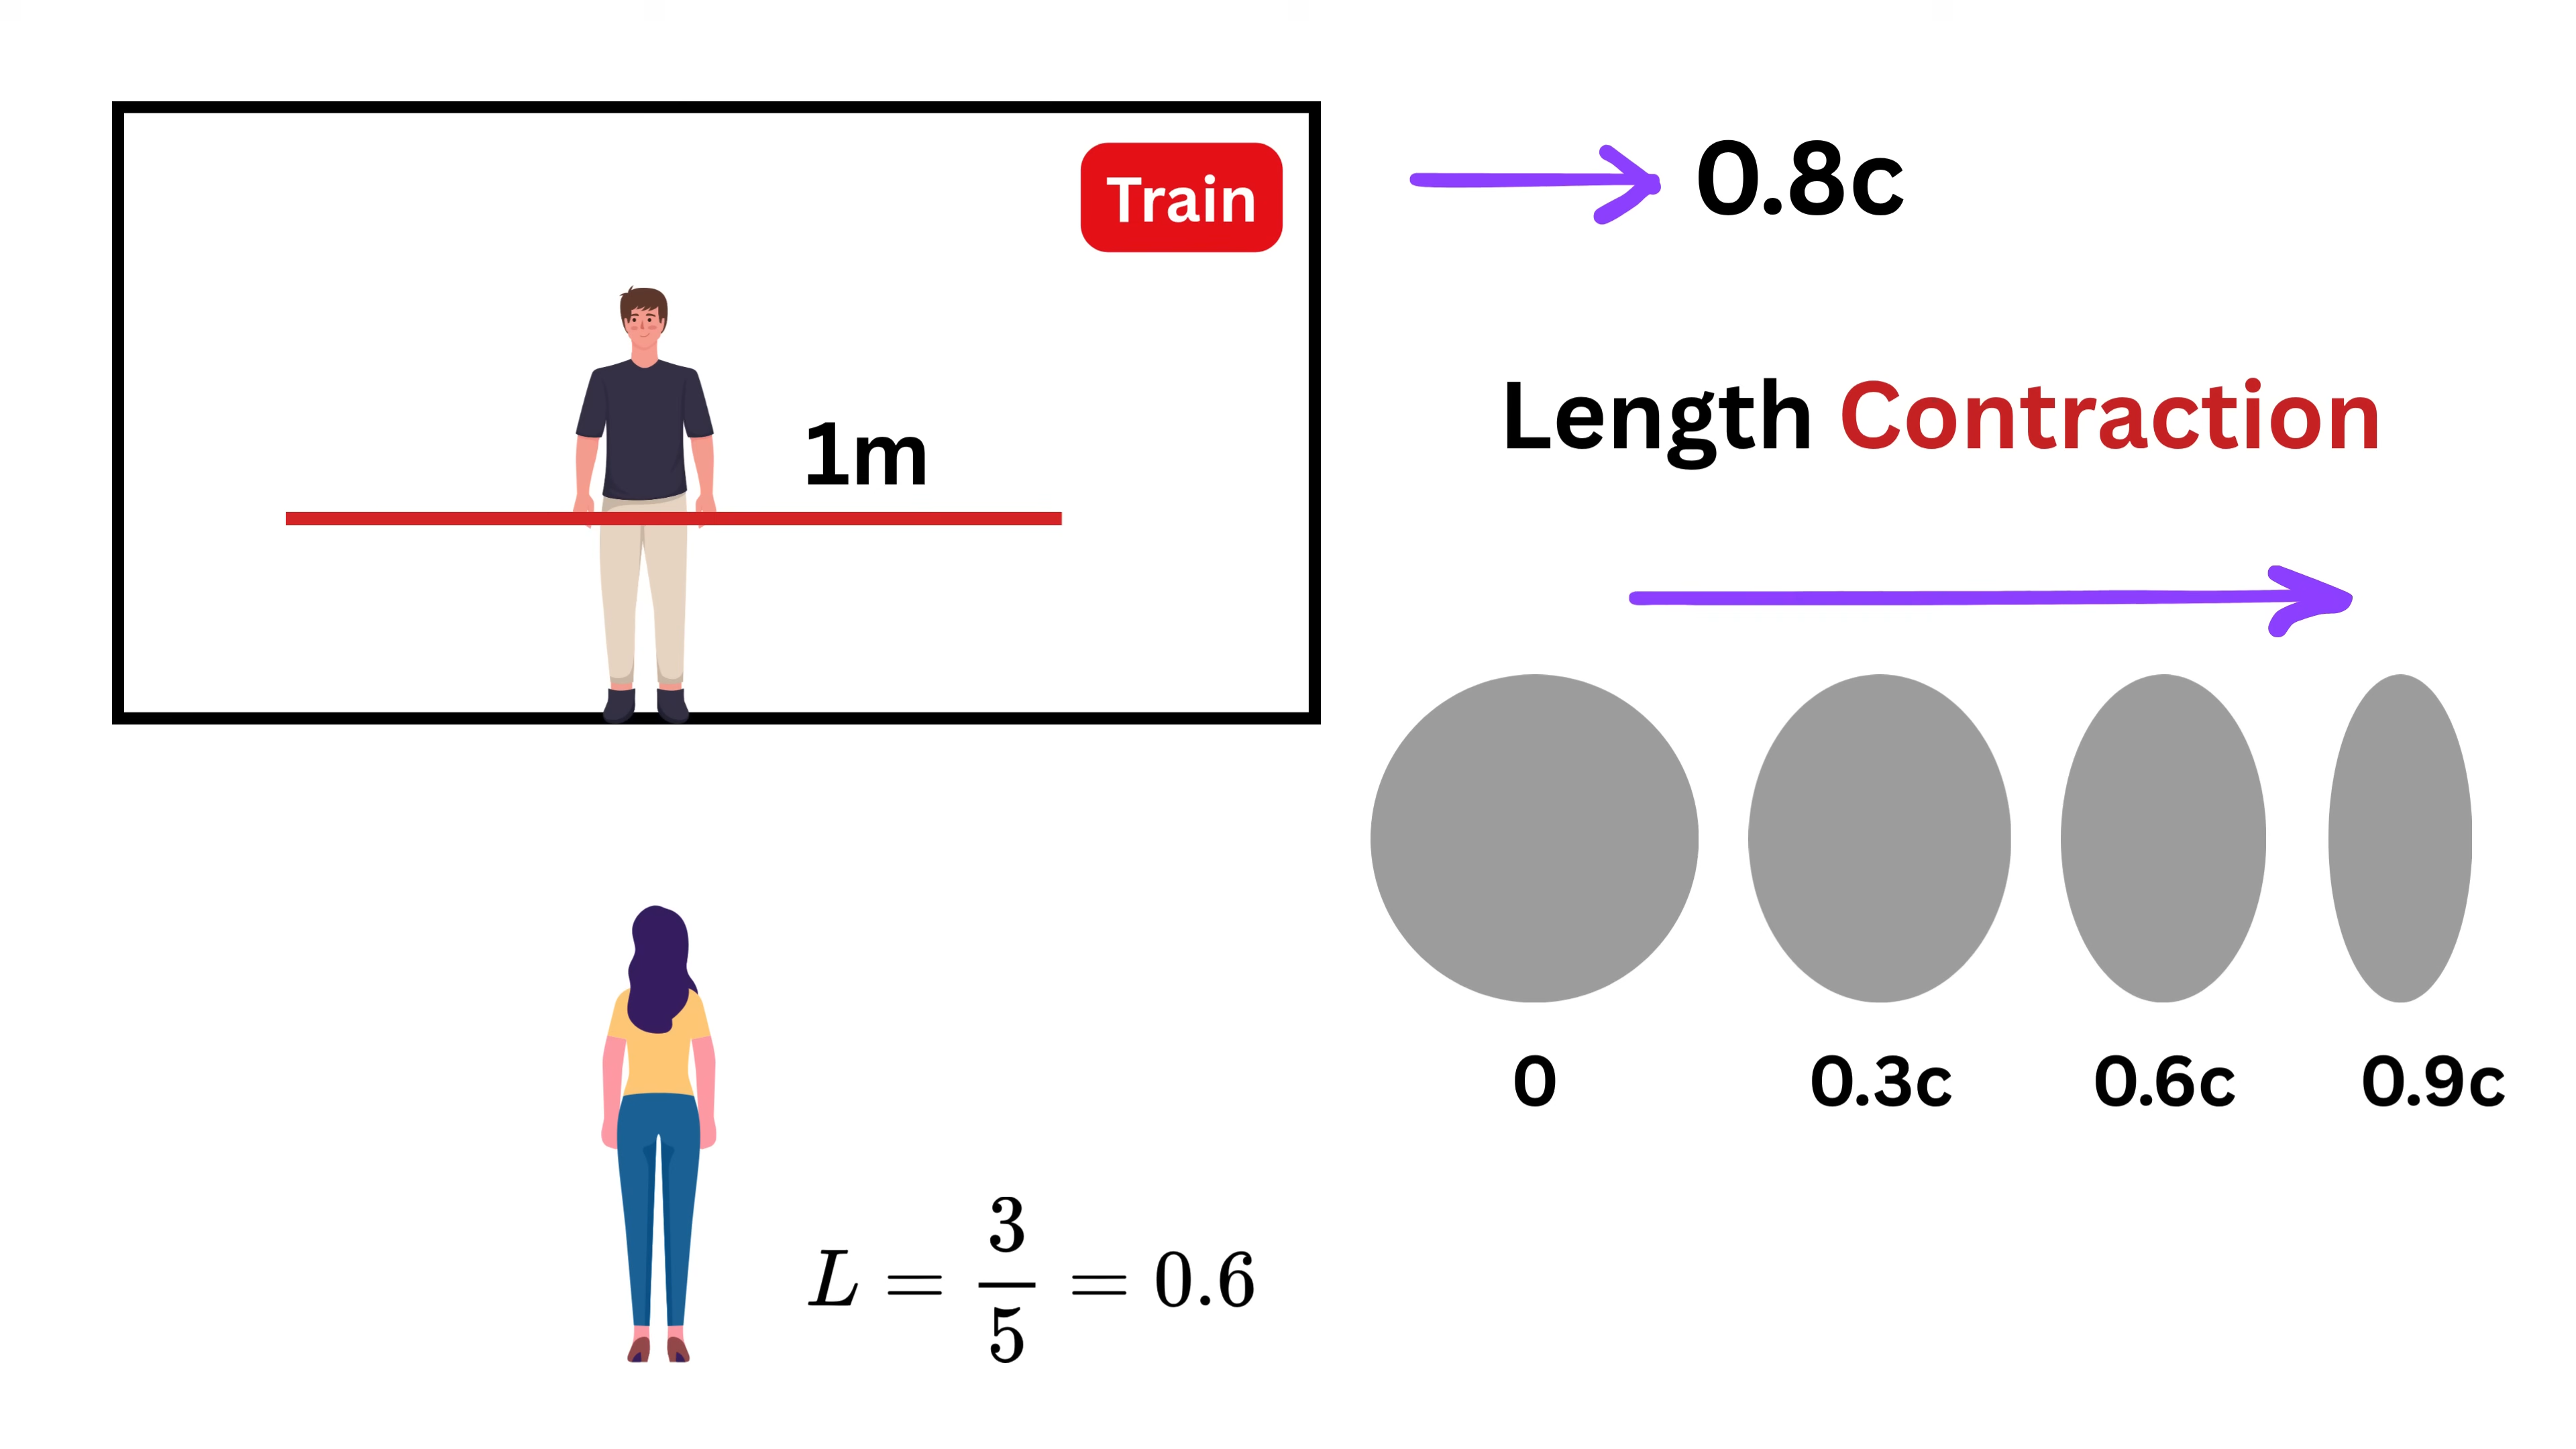 Train
0.8c
Length Contraction
1m
0 0.3c 0.6c 0.9c
L = 3/5 = 0.6